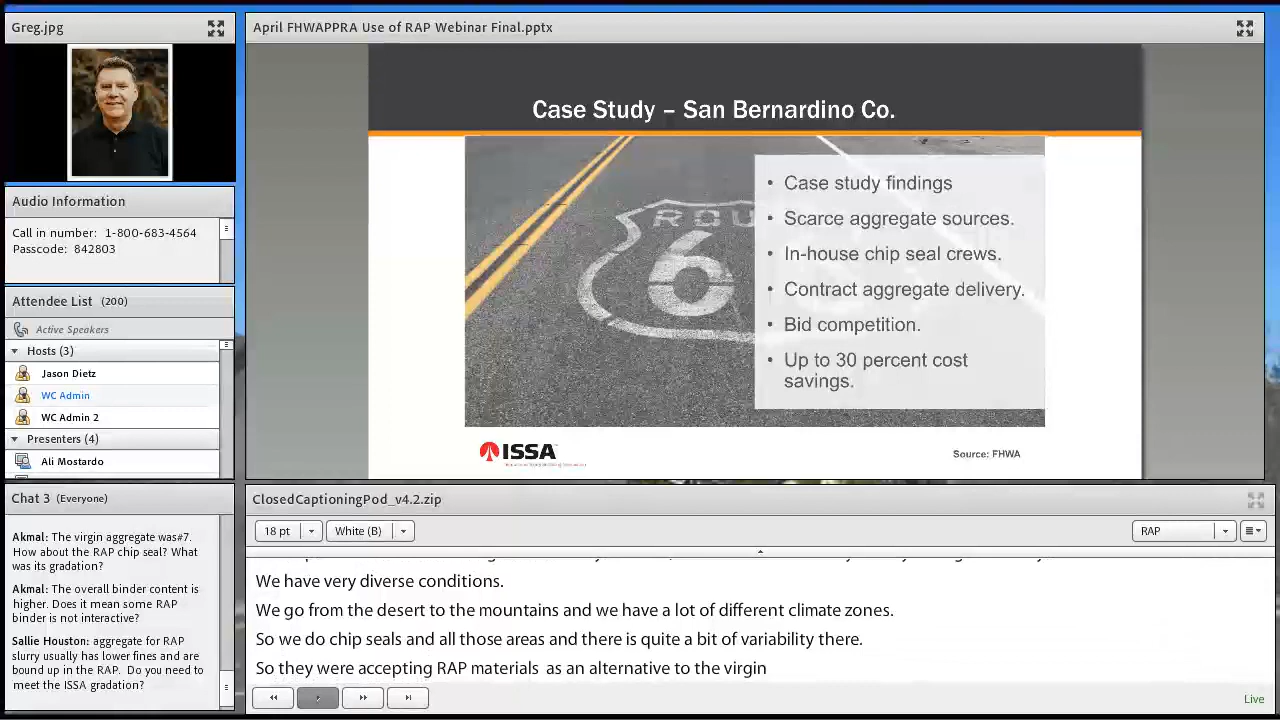 Greg.jpg
April FHWAPPRA Use of RAP Webinar Final.pptx
Case Study – San Bernardino Co.
ROU
6
• Case study findings
• Scarce aggregate sources.
• In-house chip seal crews.
• Contract aggregate delivery.
• Bid competition.
• Up to 30 percent cost
savings.
ISSA
Source: FHWA
Audio Information
Call in number: 1-800-683-4564
Passcode: 842803
Attendee List (200)
Active Speakers
Hosts (3)
Jason Dietz
WC Admin
WC Admin 2
Presenters (4)
Ali Mostardo
Chat 3 (Everyone)
Akmal: The virgin aggregate was#7.
How about the RAP chip seal? What
was its gradation?
Akmal: The overall binder content is
higher. Does it mean some RAP
binder is not interactive?
Sallie Houston: aggregate for RAP
slurry usually has lower fines and are
bound up in the RAP. Do you need to
meet the ISSA gradation?
ClosedCaptioningPod_v4.2.zip
18 pt
White (B)
RAP
We have very diverse conditions.
We go from the desert to the mountains and we have a lot of different climate zones.
So we do chip seals and all those areas and there is quite a bit of variability there.
So they were accepting RAP materials as an alternative to the virgin
Live